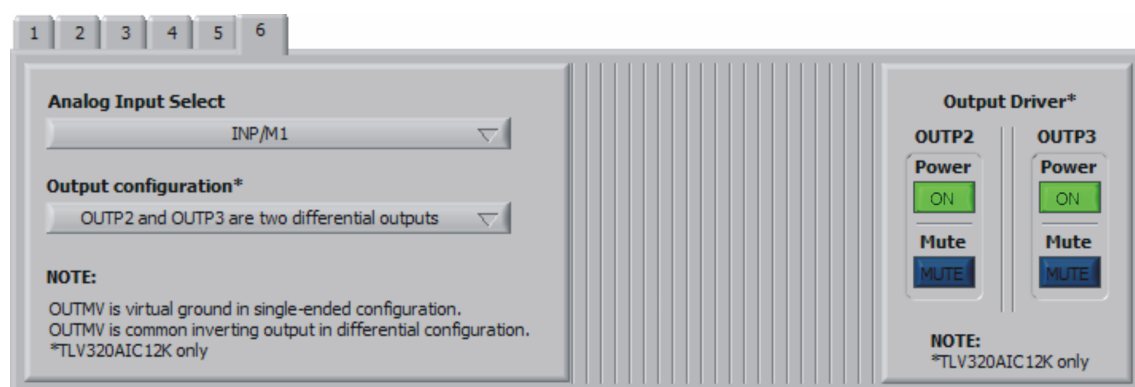 1 2 3 4 5 6
Analog Input Select
INP/M1
Output configuration*
OUTP2 and OUTP3 are two differential outputs
NOTE:
OUTMV is virtual ground in single-ended configuration.
OUTMV is common inverting output in differential configuration.
*TLV320AIC12K only
Output Driver*
OUTP2 OUTP3
Power Power
ON ON
Mute Mute
MUTE MUTE
NOTE:
*TLV320AIC12K only